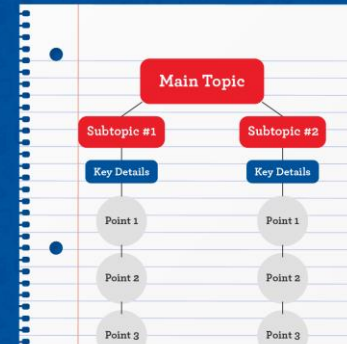 Main Topic
Subtopic #1
Subtopic #2
Key Details
Key Details
Point 1
Point 1
Point 2
Point 2
Point 3
Point 3